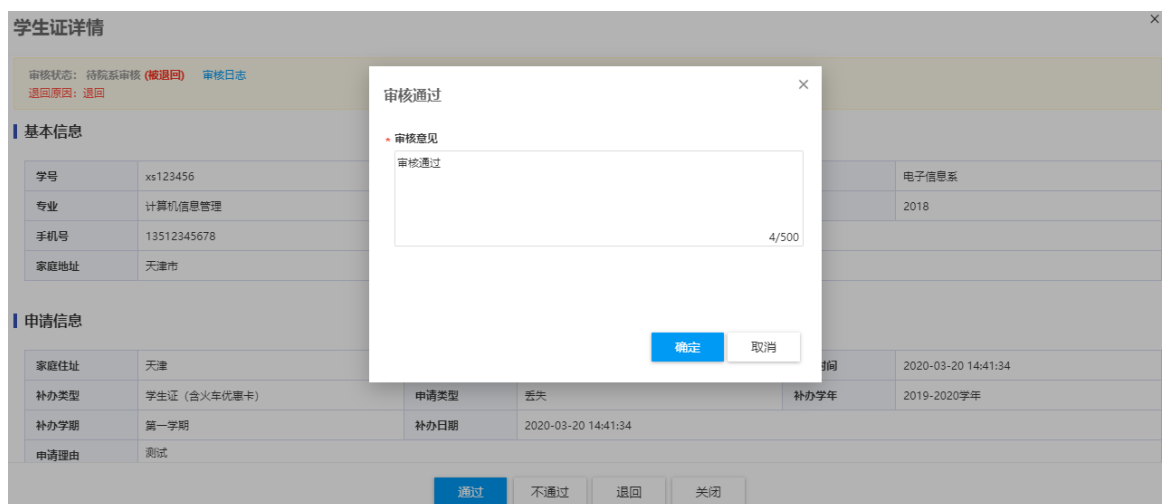 学生证详情
审核状态： 待院系审核 (被退回) 审核日志
退回原因：退回
审核通过
* 审核意见
审核通过
4/500
确定 取消
基本信息
学号 xs123456 电子信息系
专业 计算机信息管理 2018
手机号 13512345678
家庭地址 天津市
申请信息
家庭住址 天津 时间 2020-03-20 14:41:34
补办类型 学生证（含火车优惠卡） 申请类型 丢失 补办学年 2019-2020学年
补办学期 第一学期 补办日期 2020-03-20 14:41:34
申请理由 测试
通过 不通过 退回 关闭